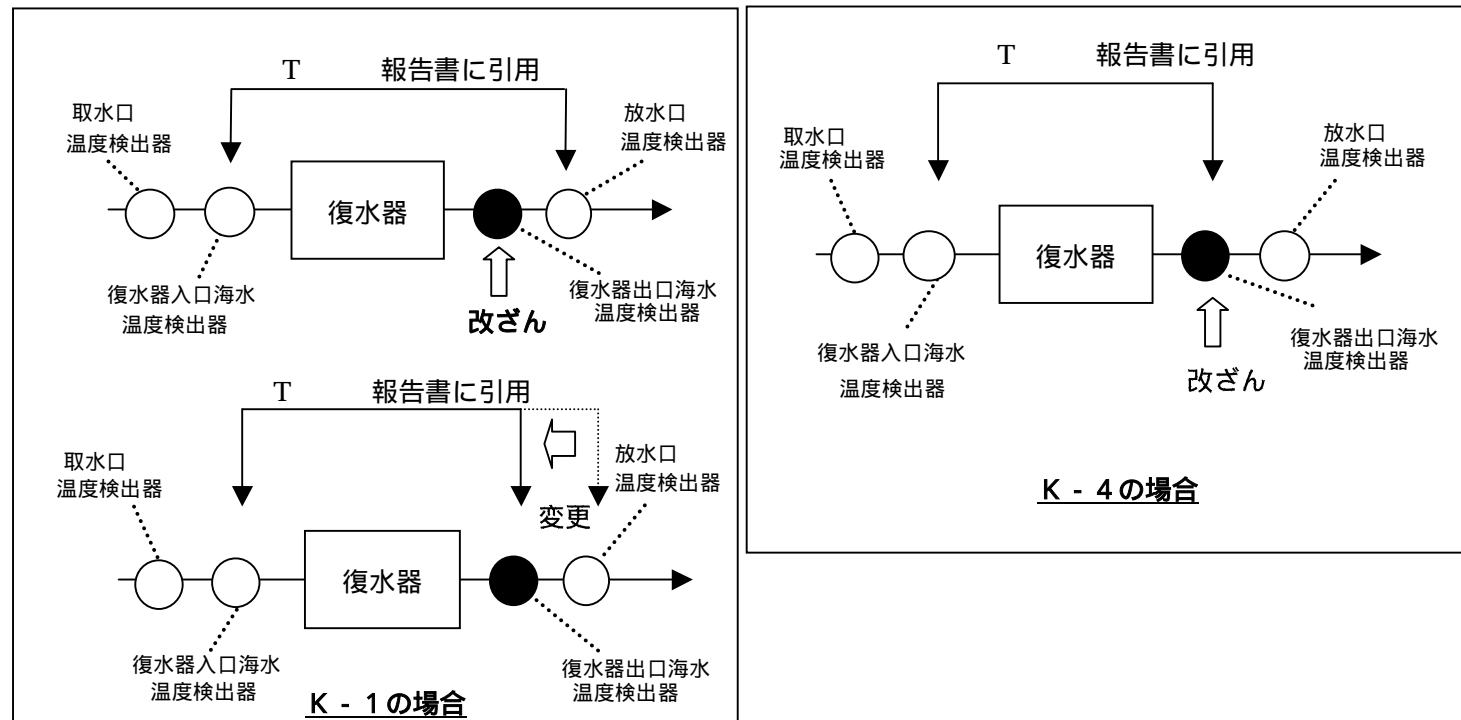 T 報告書に引用
取水口
温度検出器
放水口
温度検出器
復水器
復水器入口海水
温度検出器
改ざん
復水器出口海水
温度検出器
T 報告書に引用
取水口
温度検出器
放水口
温度検出器
変更
復水器
復水器入口海水
温度検出器
復水器出口海水
温度検出器
K - 1の場合
T 報告書に引用
取水口
温度検出器
放水口
温度検出器
復水器
復水器入口海水
温度検出器
改ざん
復水器出口海水
温度検出器
K - 4の場合